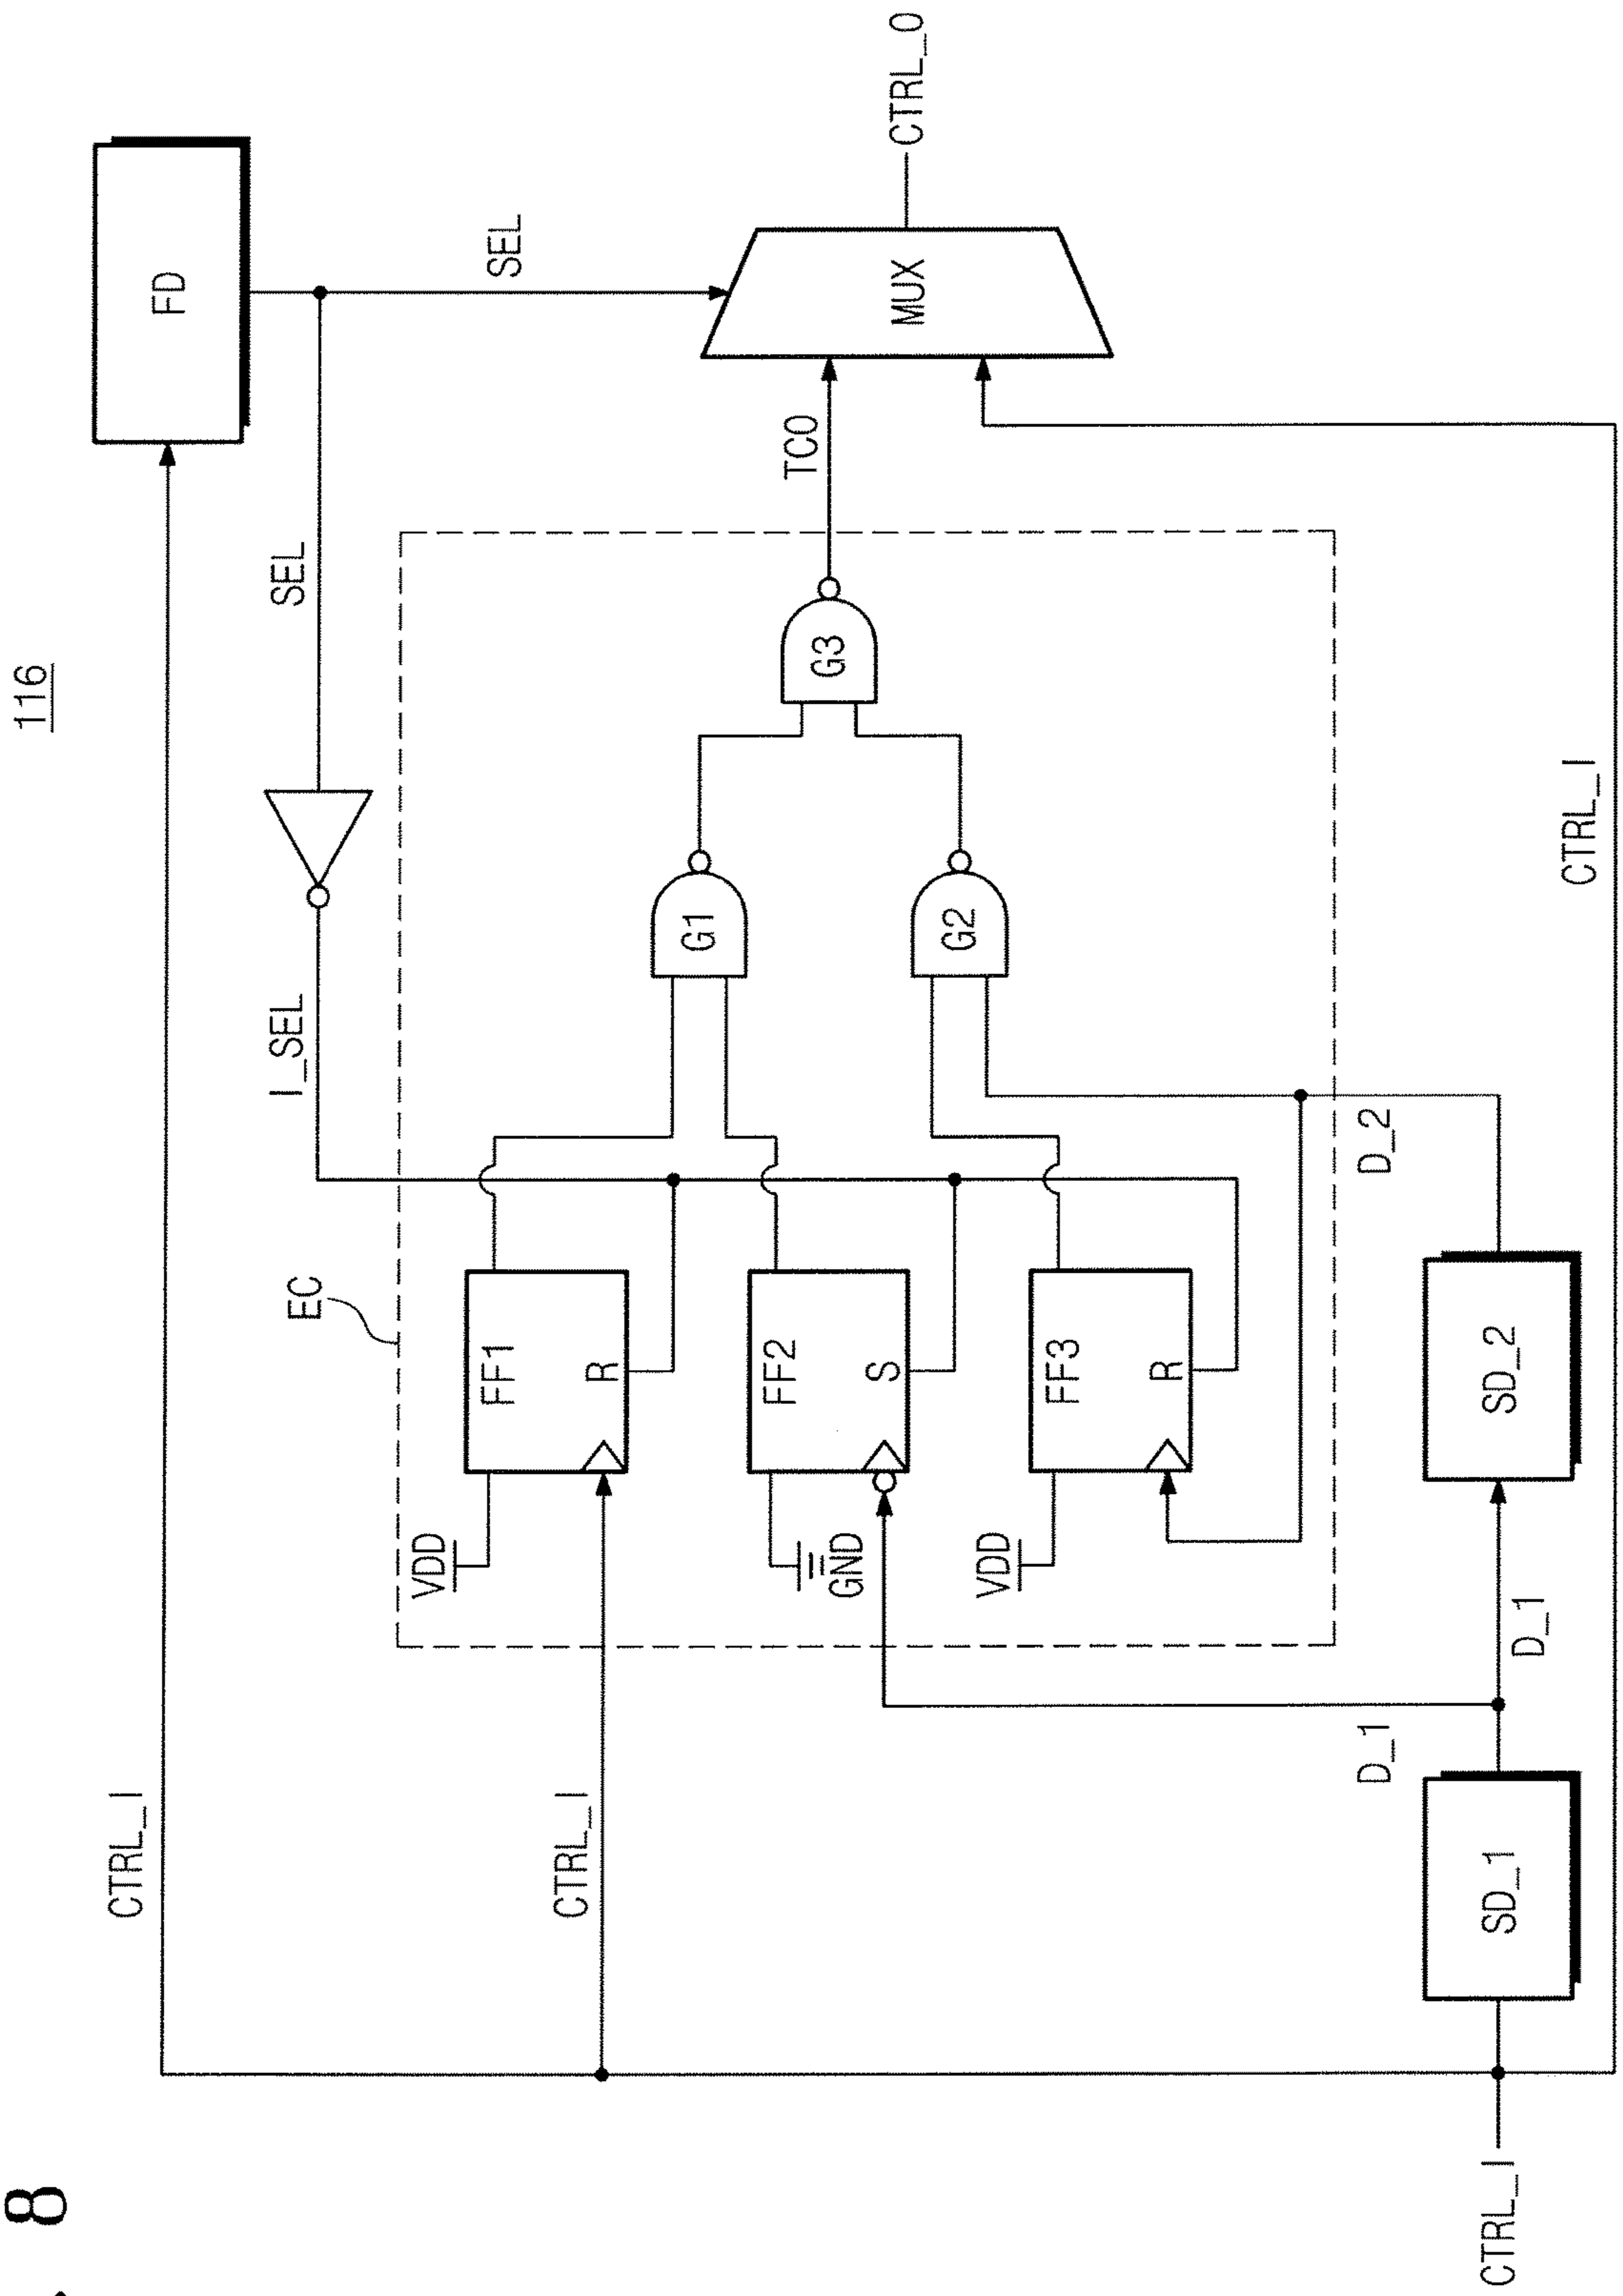 8
116
CTRL_I
FD
SEL
SEL
I_SEL
EC
VDD
FF1
R
CTRL_I
G1
GND
FF2
S
G3
TCO
MUX
CTRL_O
VDD
FF3
R
G2
D_1
D_2
CTRL_I
SD_1
D_1
SD_2
CTRL_I